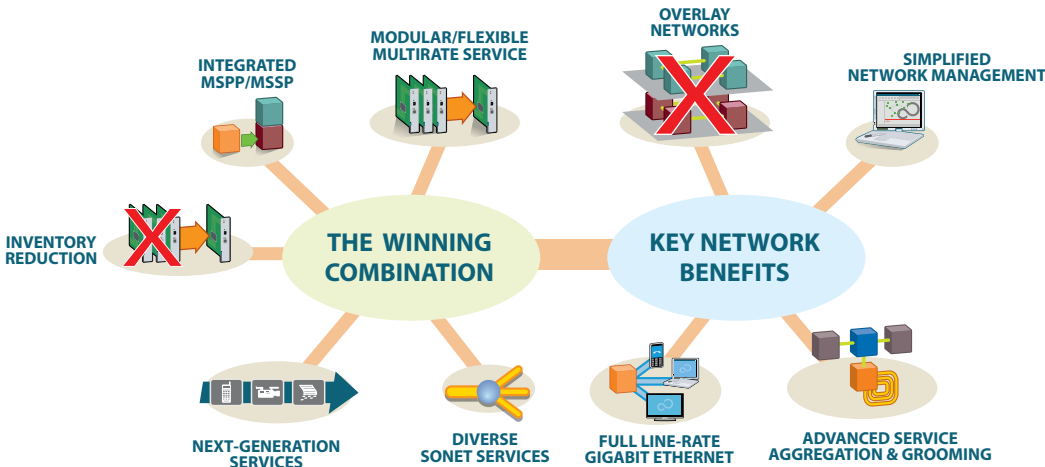 OVERLAY
NETWORKS
MODULAR/FLEXIBLE
MULTIRATE SERVICE
INTEGRATED
MSPP/MSSP
SIMPLIFIED
NETWORK MANAGEMENT
INVENTORY
REDUCTION
THE WINNING
COMBINATION
KEY NETWORK
BENEFITS
NEXT-GENERATION
SERVICES
DIVERSE
SONET SERVICES
FULL LINE-RATE
GIGABIT ETHERNET
ADVANCED SERVICE
AGGREGATION & GROOMING